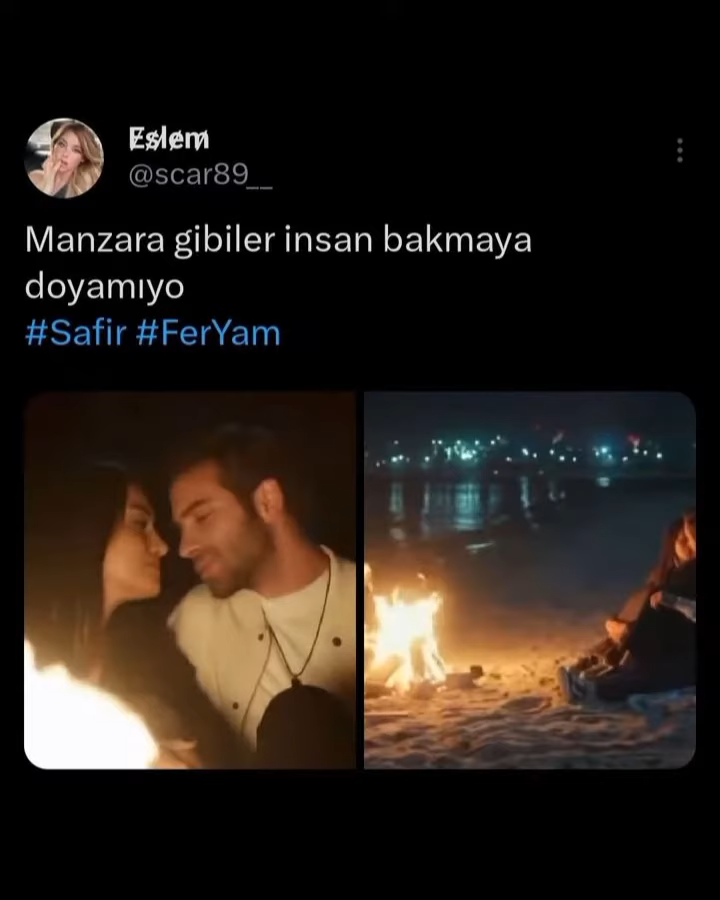 Eslem
@scar89__
Manzara gibiler insan bakmaya
doyamıyo
#Safir #FerYam